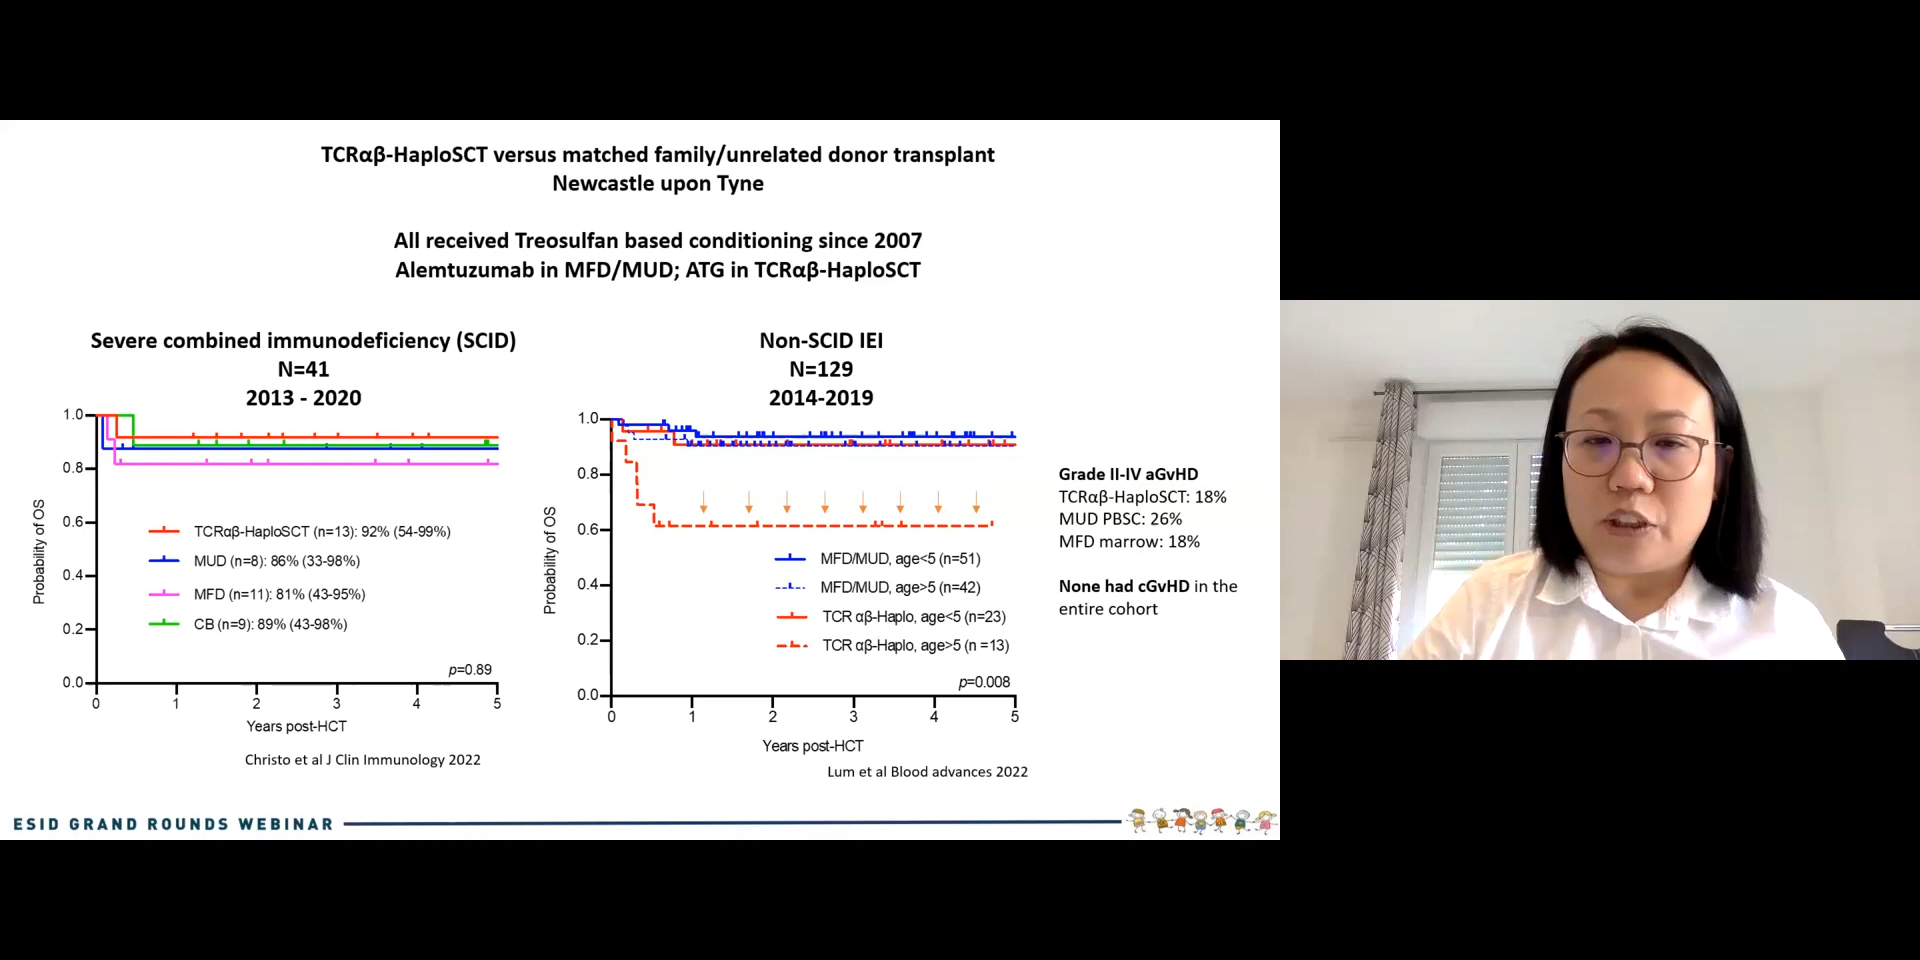 TCRαβ-HaploSCT versus matched family/unrelated donor transplant
Newcastle upon Tyne
All received Treosulfan based conditioning since 2007
Alemtuzumab in MFD/MUD; ATG in TCRαβ-HaploSCT
Severe combined immunodeficiency (SCID)
N=41
2013 - 2020
1.0
0.8
0.6
0.4
0.2
0.0
Probability of OS
TCRαβ-HaploSCT (n=13): 92% (54-99%)
MUD (n=8): 86% (33-98%)
MFD (n=11): 81% (43-95%)
CB (n=9): 89% (43-98%)
p=0.89
0 1 2 3 4 5
Years post-HCT
Christo et al J Clin Immunology 2022
Non-SCID IEI
N=129
2014-2019
1.0
0.8
0.6
0.4
0.2
0.0
Probability of OS
MFD/MUD, age<5 (n=51)
MFD/MUD, age>5 (n=42)
TCR αβ-Haplo, age<5 (n=23)
TCR αβ-Haplo, age>5 (n =13)
p=0.008
0 1 2 3 4 5
Years post-HCT
Lum et al Blood advances 2022
Grade II-IV aGvHD
TCRαβ-HaploSCT: 18%
MUD PBSC: 26%
MFD marrow: 18%
None had cGvHD in the
entire cohort
ESID GRAND ROUNDS WEBINAR